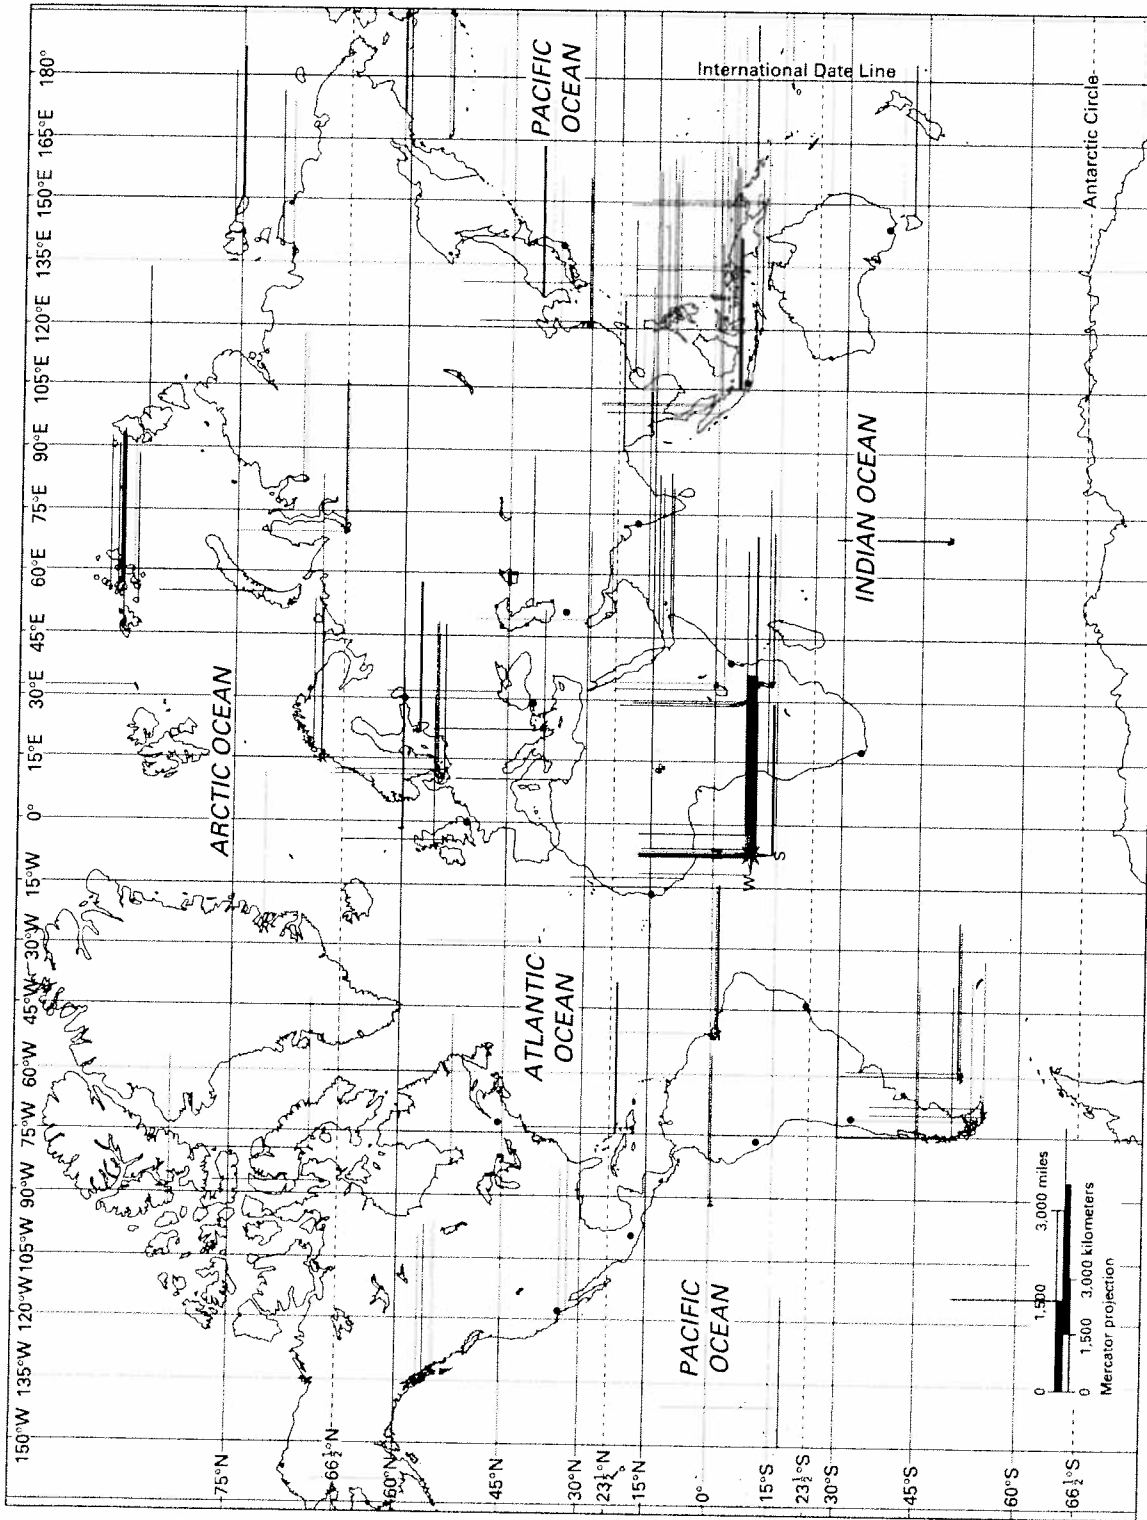 150°W 135°W 120°W 105°W 90°W 75°W 60°W 45°W 30°W 15°W 0° 15°E 30°E 45°E 60°E 75°E 90°E 105°E 120°E 135°E 150°E 165°E 180°
ARCTIC OCEAN
75°N
66½°N
60°N
45°N
30°N
23½°N
15°N
0°
15°S
23½°S
30°S
45°S
60°S
66½°S
ATLANTIC
OCEAN
PACIFIC
OCEAN
PACIFIC
OCEAN
INDIAN OCEAN
International Date Line
Antarctic Circle
W
S
0 1,500 3,000 miles
0 1,500 3,000 kilometers
Mercator projection